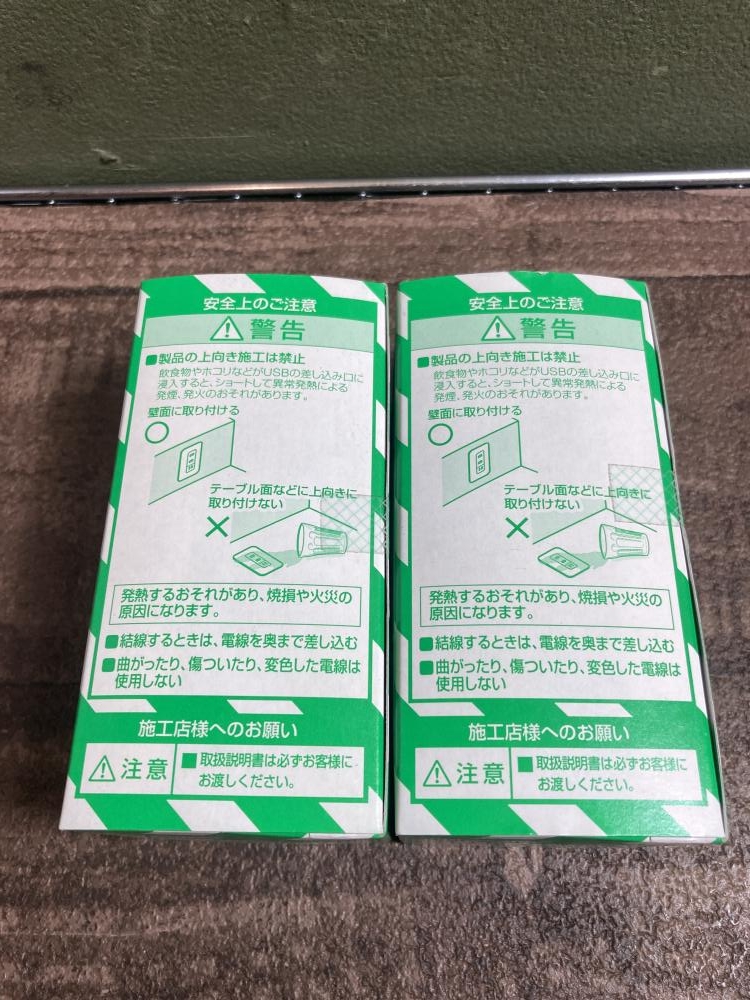 安全上のご注意
警告
■製品の上向き施工は禁止
飲食物やホコリなどがUSBの差し込み口に
浸入すると、ショートして異常発熱による
発煙、発火のおそれがあります。
壁面に取り付ける
テーブル面などに上向きに
取り付けない
発熱するおそれがあり、焼損や火災の
原因になります。
■結線するときは、電線を奥まで差し込む
■曲がったり、傷ついたり、変色した電線は
使用しない
施工店様へのお願い
注意
■取扱説明書は必ずお客様に
お渡しください。
安全上のご注意
警告
■製品の上向き施工は禁止
飲食物やホコリなどがUSBの差し込み口に
浸入すると、ショートして異常発熱による
発煙、発火のおそれがあります。
壁面に取り付ける
テーブル面などに上向きに
取り付けない
発熱するおそれがあり、焼損や火災の
原因になります。
■結線するときは、電線を奥まで差し込む
■曲がったり、傷ついたり、変色した電線は
使用しない
施工店様へのお願い
注意
■取扱説明書は必ずお客様に
お渡しください。